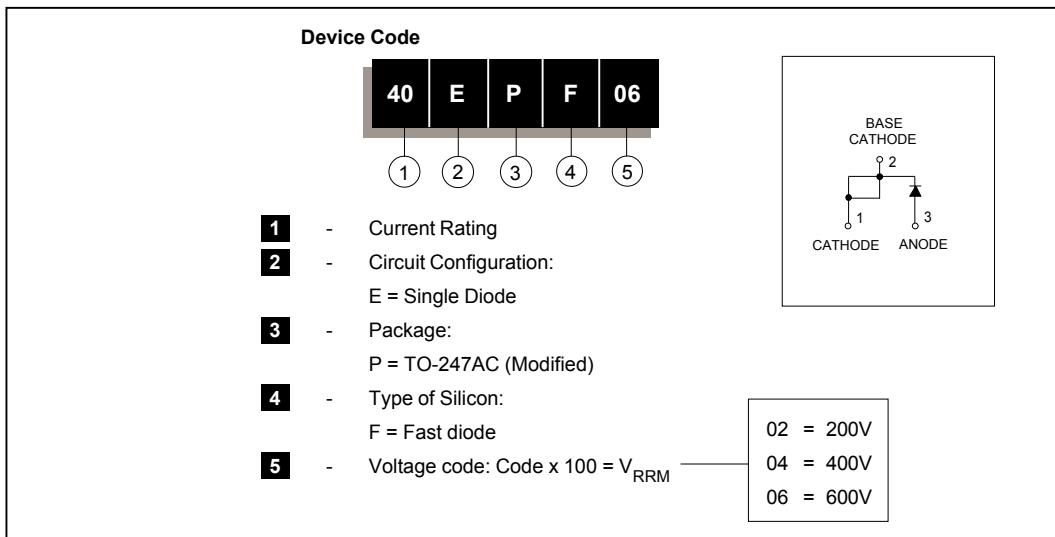 Device Code
40 E P F 06
1 2 3 4 5
BASE
CATHODE
2
1 3
CATHODE ANODE
1 - Current Rating
2 - Circuit Configuration:
E = Single Diode
3 - Package:
P = TO-247AC (Modified)
4 - Type of Silicon:
F = Fast diode
5 - Voltage code: Code x 100 = VRRM
02 = 200V
04 = 400V
06 = 600V